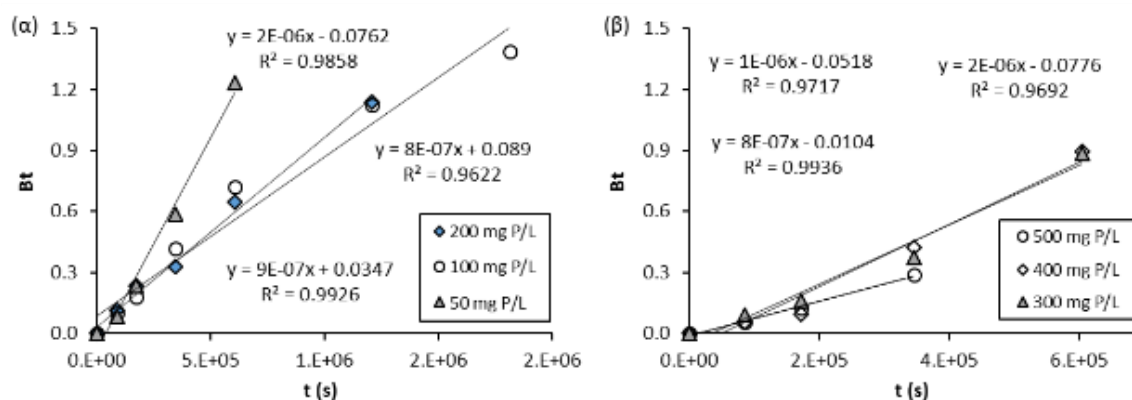 (α)
1.5
1.2
0.9
0.6
0.3
0.0
Bt
y = 2E-06x - 0.0762
R² = 0.9858
y = 8E-07x + 0.089
R² = 0.9622
y = 9E-07x + 0.0347
R² = 0.9926
200 mg P/L
100 mg P/L
50 mg P/L
0.E+00
5.E+05
1.E+06
2.E+06
2.E+06
t (s)
(β)
1.5
1.2
0.9
0.6
0.3
0.0
Bt
y = 1E-06x - 0.0518
R² = 0.9717
y = 2E-06x - 0.0776
R² = 0.9692
y = 8E-07x - 0.0104
R² = 0.9936
500 mg P/L
400 mg P/L
300 mg P/L
0.E+00
2.E+05
4.E+05
6.E+05
t (s)